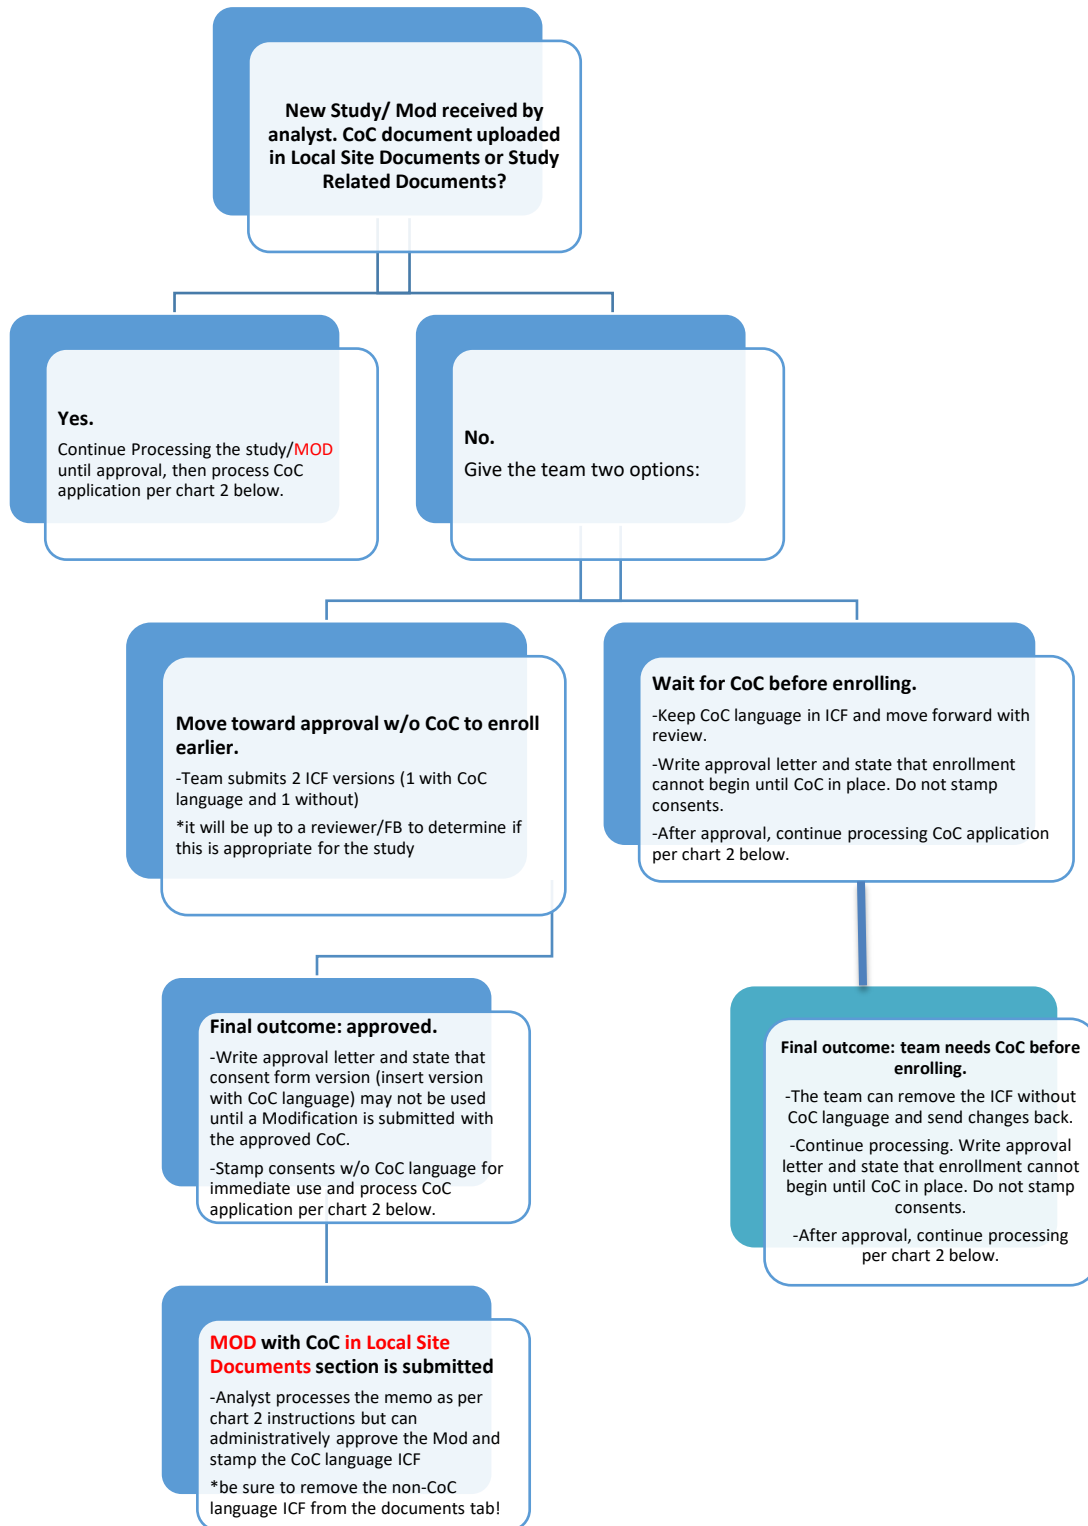 New Study/ Mod received by
analyst. CoC document uploaded
in Local Site Documents or Study
Related Documents?
Yes.
Continue Processing the study/MOD
until approval, then process CoC
application per chart 2 below.
No.
Give the team two options:
Move toward approval w/o CoC to enroll
earlier.
-Team submits 2 ICF versions (1 with CoC
language and 1 without)
*it will be up to a reviewer/FB to determine if
this is appropriate for the study
Wait for CoC before enrolling.
-Keep CoC language in ICF and move forward with
review.
-Write approval letter and state that enrollment
cannot begin until CoC in place. Do not stamp
consents.
-After approval, continue processing CoC application
per chart 2 below.
Final outcome: approved.
-Write approval letter and state that
consent form version (insert version
with CoC language) may not be used
until a Modification is submitted with
the approved CoC.
-Stamp consents w/o CoC language for
immediate use and process CoC
application per chart 2 below.
Final outcome: team needs CoC before
enrolling.
-The team can remove the ICF without
CoC language and send changes back.
-Continue processing. Write approval
letter and state that enrollment cannot
begin until CoC in place. Do not stamp
consents.
-After approval, continue processing
per chart 2 below.
MOD with CoC in Local Site
Documents section is submitted
-Analyst processes the memo as per
chart 2 instructions but can
administratively approve the Mod and
stamp the CoC language ICF
*be sure to remove the non-CoC
language ICF from the documents tab!